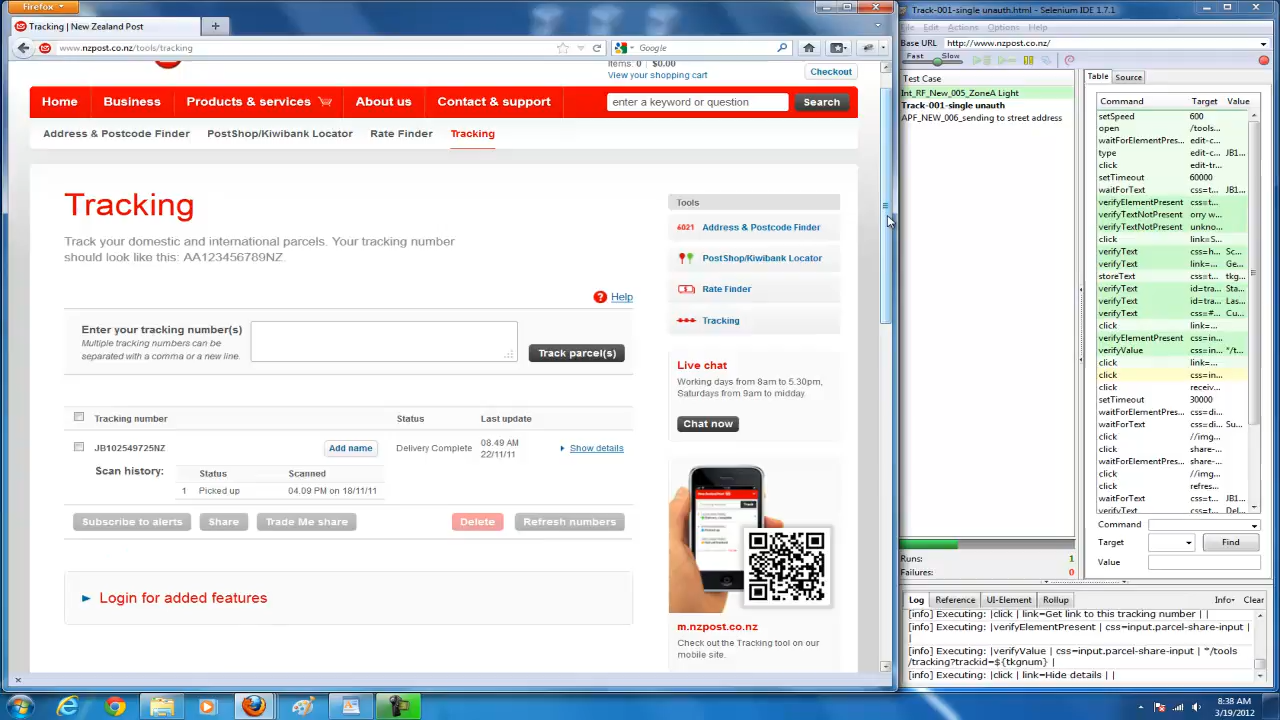 Firefox
Tracking | New Zealand Post
www.nzpost.co.nz/tools/tracking
Google
Items: 0 | $0.00
View your shopping cart
Checkout
Home
Business
Products & services
About us
Contact & support
enter a keyword or question
Search
Address & Postcode Finder
PostShop/Kiwibank Locator
Rate Finder
Tracking
Tracking
Track your domestic and international parcels. Your tracking number
should look like this: AA123456789NZ.
Help
Enter your tracking number(s)
Multiple tracking numbers can be
separated with a comma or a new line.
Track parcel(s)
Tracking number
Status
Last update
JB102549725NZ
Add name
Delivery Complete
08.49 AM
22/11/11
Show details
Scan history:
Status
Scanned
1 Picked up
04.09 PM on 18/11/11
Subscribe to alerts
Share
Trade Me share
Delete
Refresh numbers
Login for added features
Tools
4021
Address & Postcode Finder
PostShop/Kiwibank Locator
Rate Finder
Tracking
Live chat
Working days from 8am to 5.30pm,
Saturdays from 9am to midday.
Chat now
m.nzpost.co.nz
Check out the Tracking tool on our
mobile site.
Track-001-single unauth.html - Selenium IDE 1.7.1
File Edit Actions Options Help
Base URL http://www.nzpost.co.nz/
Fast Slow
Test Case
Int_RF_New_005_ZoneA Light
Track-001-single unauth
APF_NEW_006_sending to street address
Runs: 1
Failures: 0
Table
Source
Command Target Value
setSpeed 600
open /tools...
waitForElementPres... edit-c...
type edit-c... JB1...
click edit-tr...
setTimeout 60000
waitForText css=t... JB1...
verifyElementPresent css=t...
verifyTextNotPresent orry w...
verifyTextNotPresent unkno...
click link=S...
verifyText css=h... Sc...
verifyText link=... Ge...
storeText css=t... tkg...
verifyText id=tra... Sta...
verifyText id=tra... Las...
verifyText css=#... Cu...
click link=...
verifyElementPresent css=in...
verifyValue css=in... */t...
click link=...
click css=in...
click receiv...
setTimeout 30000
waitForElementPres... css=di...
waitForElementPres... css=di...
click //img...
click share-...
waitForElementPres... share-...
click //img...
click refres...
waitForText css=t... JB1...
waitForText css=t... Del...
Command
Target
Find
Value
Log Reference UI-Element Rollup Info Clear
[info] Executing: |click | link=Get link to this tracking number | |
[info] Executing: |verifyElementPresent | css=input.parcel-share-input |
|
[info] Executing: |verifyValue | css=input.parcel-share-input | */tools
/tracking?trackid=${tkgnum} |
[info] Executing: |click | link=Hide details | |
8:38 AM
3/19/2012